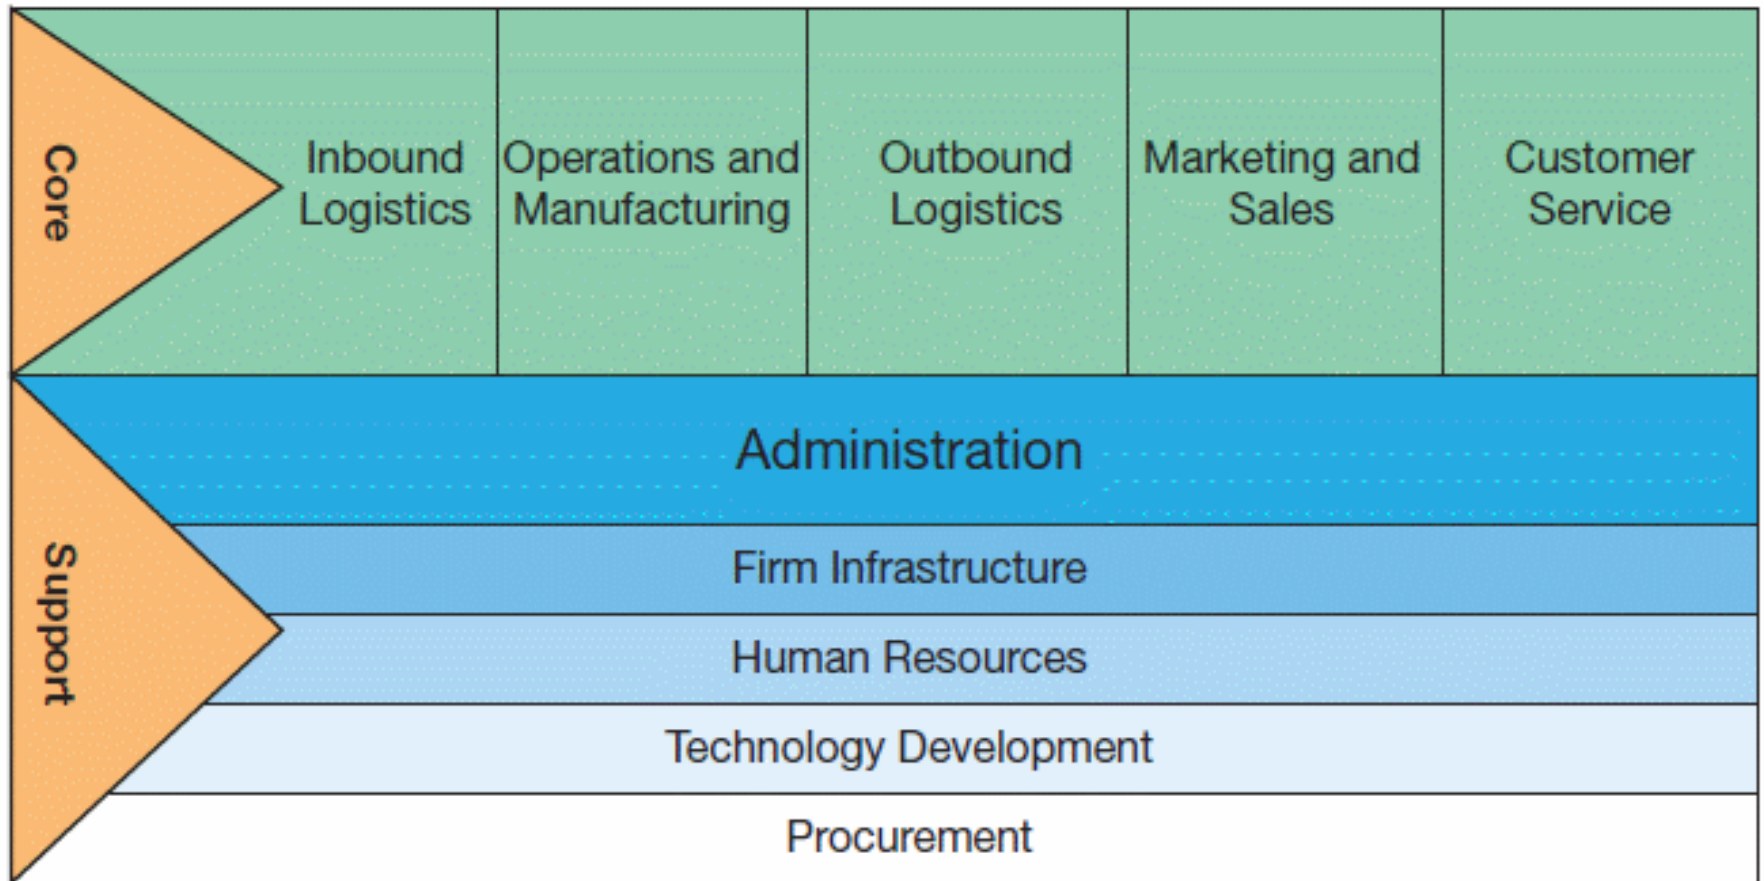 Core
Inbound
Logistics
Operations and
Manufacturing
Outbound
Logistics
Marketing and
Sales
Customer
Service
Support
Administration
Firm Infrastructure
Human Resources
Technology Development
Procurement